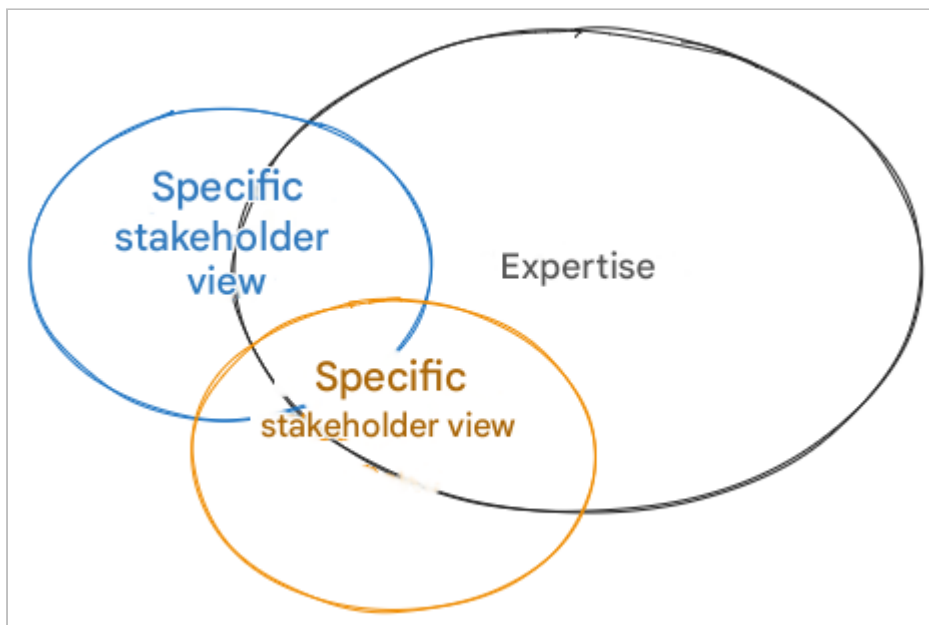 Specific
stakeholder
view
Expertise
Specific
stakeholder view